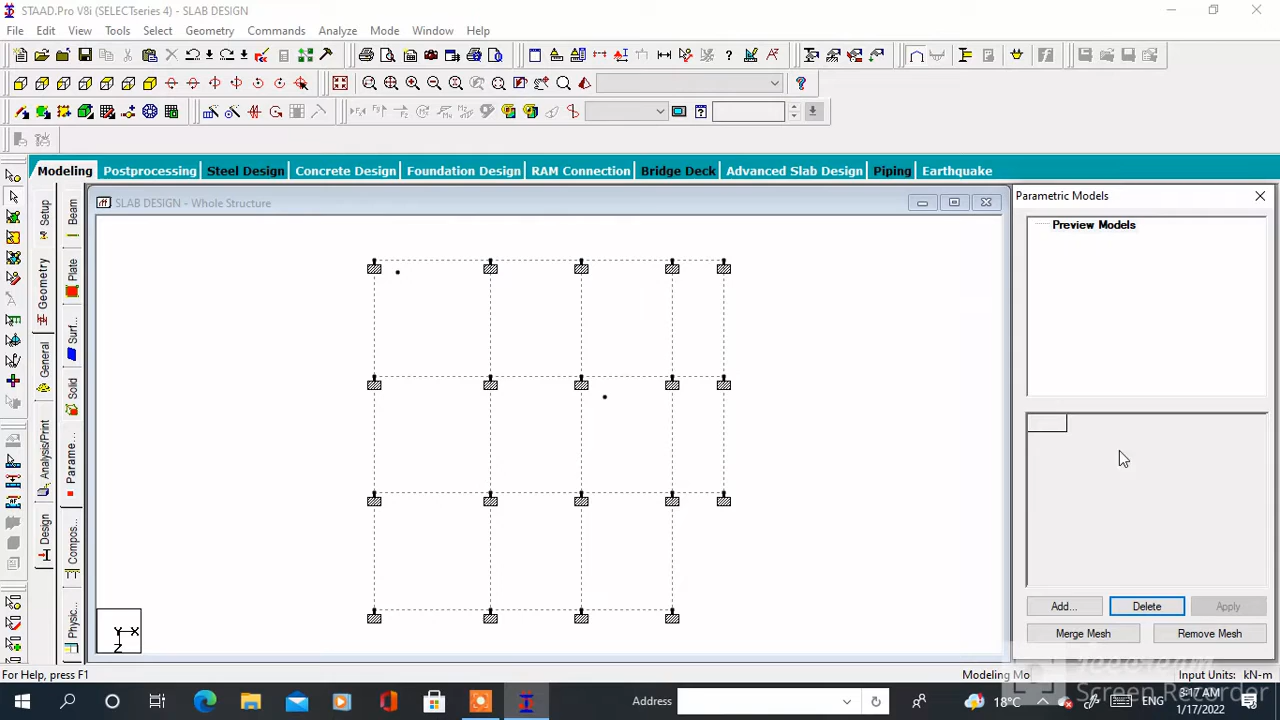 STAAD.Pro V8i (SELECTseries 4) - SLAB DESIGN
File Edit View Tools Select Geometry Commands Analyze Mode Window Help
Modeling Postprocessing Steel Design Concrete Design Foundation Design RAM Connection Bridge Deck Advanced Slab Design Piping Earthquake
SLAB DESIGN - Whole Structure
Parametric Models
Preview Models
Setup
Geometry
General
Analysis/Print
Design
Beam
Plate
Surf...
Solid
Parame...
Compos...
Physic...
Y X
Z
Add... Delete Apply
Merge Mesh Remove Mesh
For Help, press F1
Modeling Mo
Input Units: kN-m
Screen Recorder
Address
18°C
ENG
3:17 AM
1/17/2022